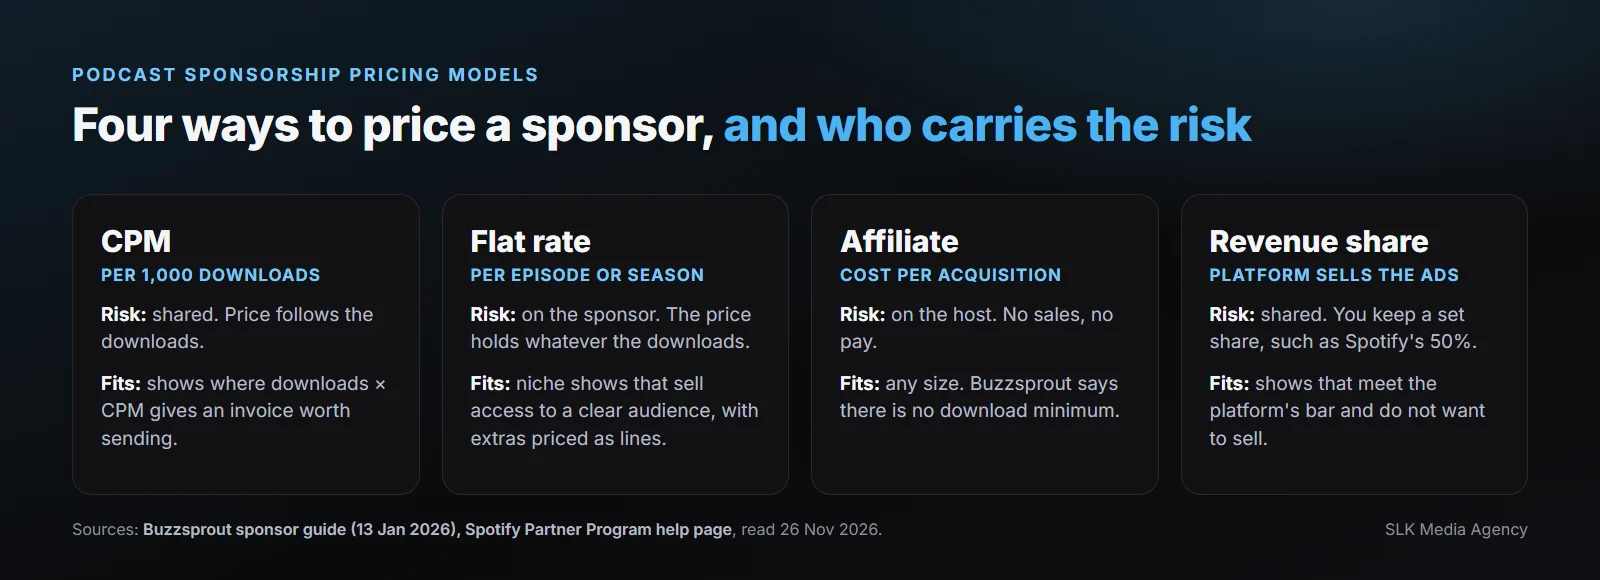 PODCAST SPONSORSHIP PRICING MODELS
Four ways to price a sponsor, and who carries the risk
CPM
PER 1,000 DOWNLOADS
Risk: shared. Price follows the
downloads.
Fits: shows where downloads ×
CPM gives an invoice worth
sending.
Flat rate
PER EPISODE OR SEASON
Risk: on the sponsor. The price
holds whatever the downloads.
Fits: niche shows that sell
access to a clear audience, with
extras priced as lines.
Affiliate
COST PER ACQUISITION
Risk: on the host. No sales, no
pay.
Fits: any size. Buzzsprout says
there is no download minimum.
Revenue share
PLATFORM SELLS THE ADS
Risk: shared. You keep a set
share, such as Spotify's 50%.
Fits: shows that meet the
platform's bar and do not want
to sell.
Sources: Buzzsprout sponsor guide (13 Jan 2026), Spotify Partner Program help page, read 26 Nov 2026.
SLK Media Agency